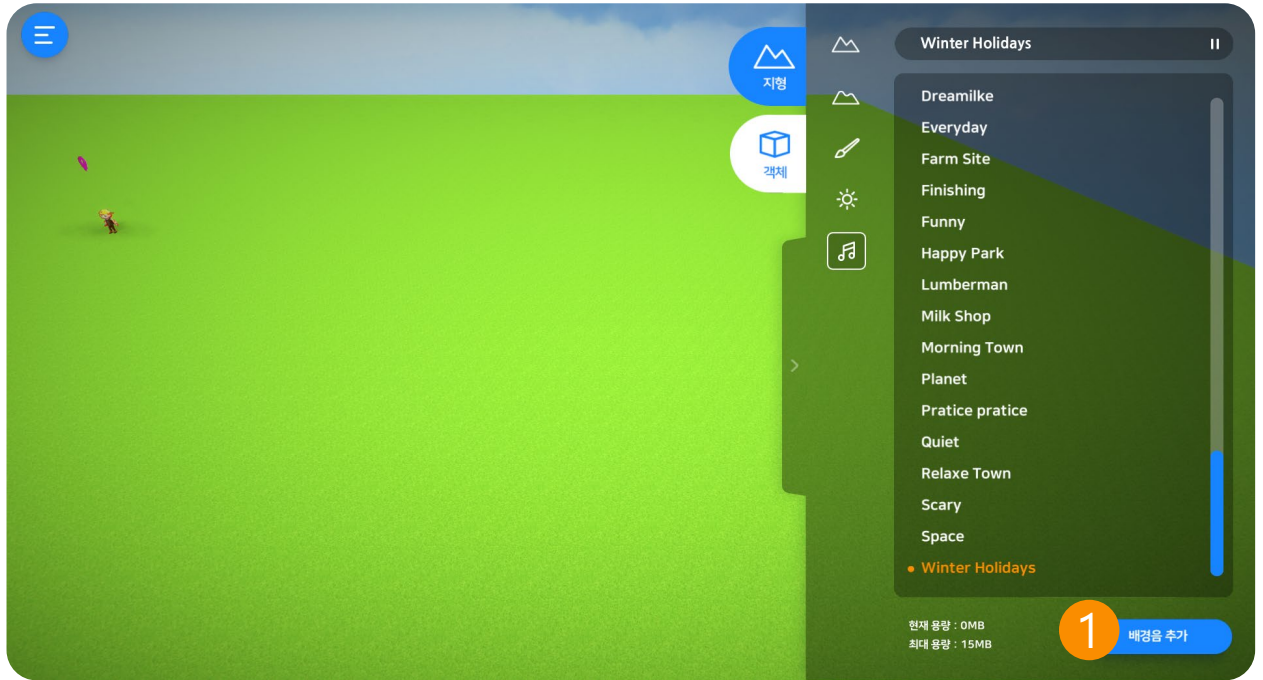 지형
객체
Winter Holidays
Dreamilke
Everyday
Farm Site
Finishing
Funny
Happy Park
Lumberman
Milk Shop
Morning Town
Planet
Pratice pratice
Quiet
Relaxe Town
Scary
Space
Winter Holidays
현재 용량 : 0MB
최대 용량 : 15MB
1
배경음 추가